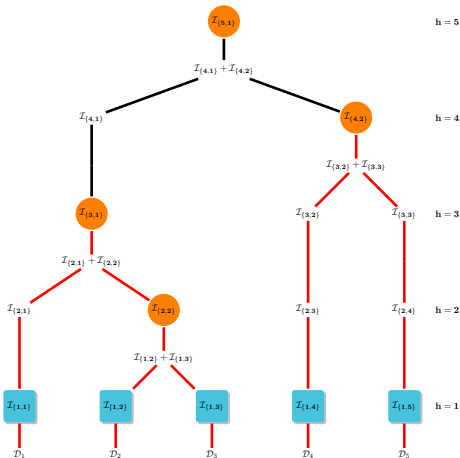 I{5,1} h = 5
I{4,1} + I{4,2}
I{4,1} I{4,2} h = 4
I{3,2} + I{3,3}
I{3,1} I{3,2} I{3,3} h = 3
I{2,1} + I{2,2}
I{2,1} I{2,2} I{2,3} I{2,4} h = 2
I{1,2} + I{1,3}
I{1,1} I{1,2} I{1,3} I{1,4} I{1,5} h = 1
D1 D2 D3 D4 D5